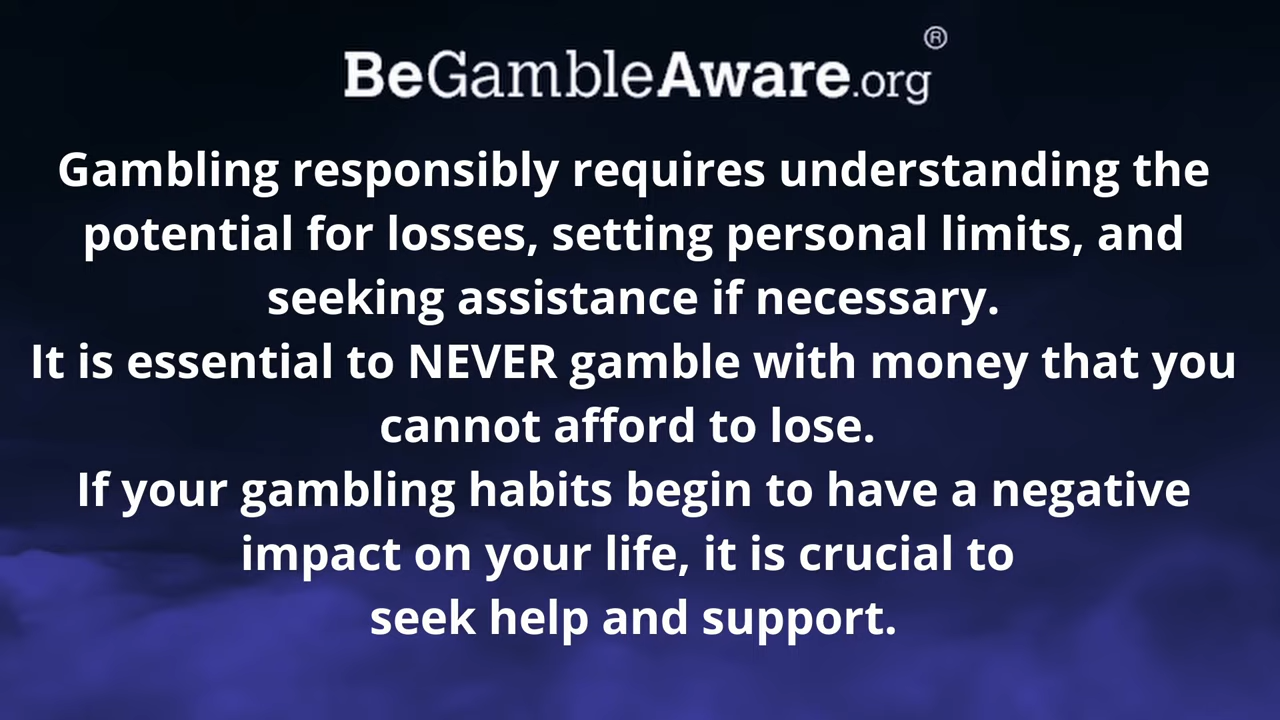 BeGambleAware.org®
Gambling responsibly requires understanding the
potential for losses, setting personal limits, and
seeking assistance if necessary.
It is essential to NEVER gamble with money that you
cannot afford to lose.
If your gambling habits begin to have a negative
impact on your life, it is crucial to
seek help and support.